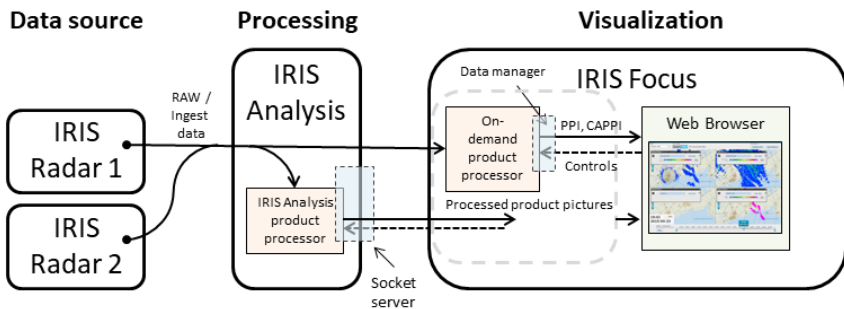 Data source
Processing
Visualization
IRIS
Radar 1
IRIS
Radar 2
RAW /
Ingest
data
IRIS
Analysis
IRIS Analysis
product
processor
Socket
server
IRIS Focus
Data manager
On-
demand
product
processor
PPI, CAPPI
Controls
Processed product pictures
Web Browser